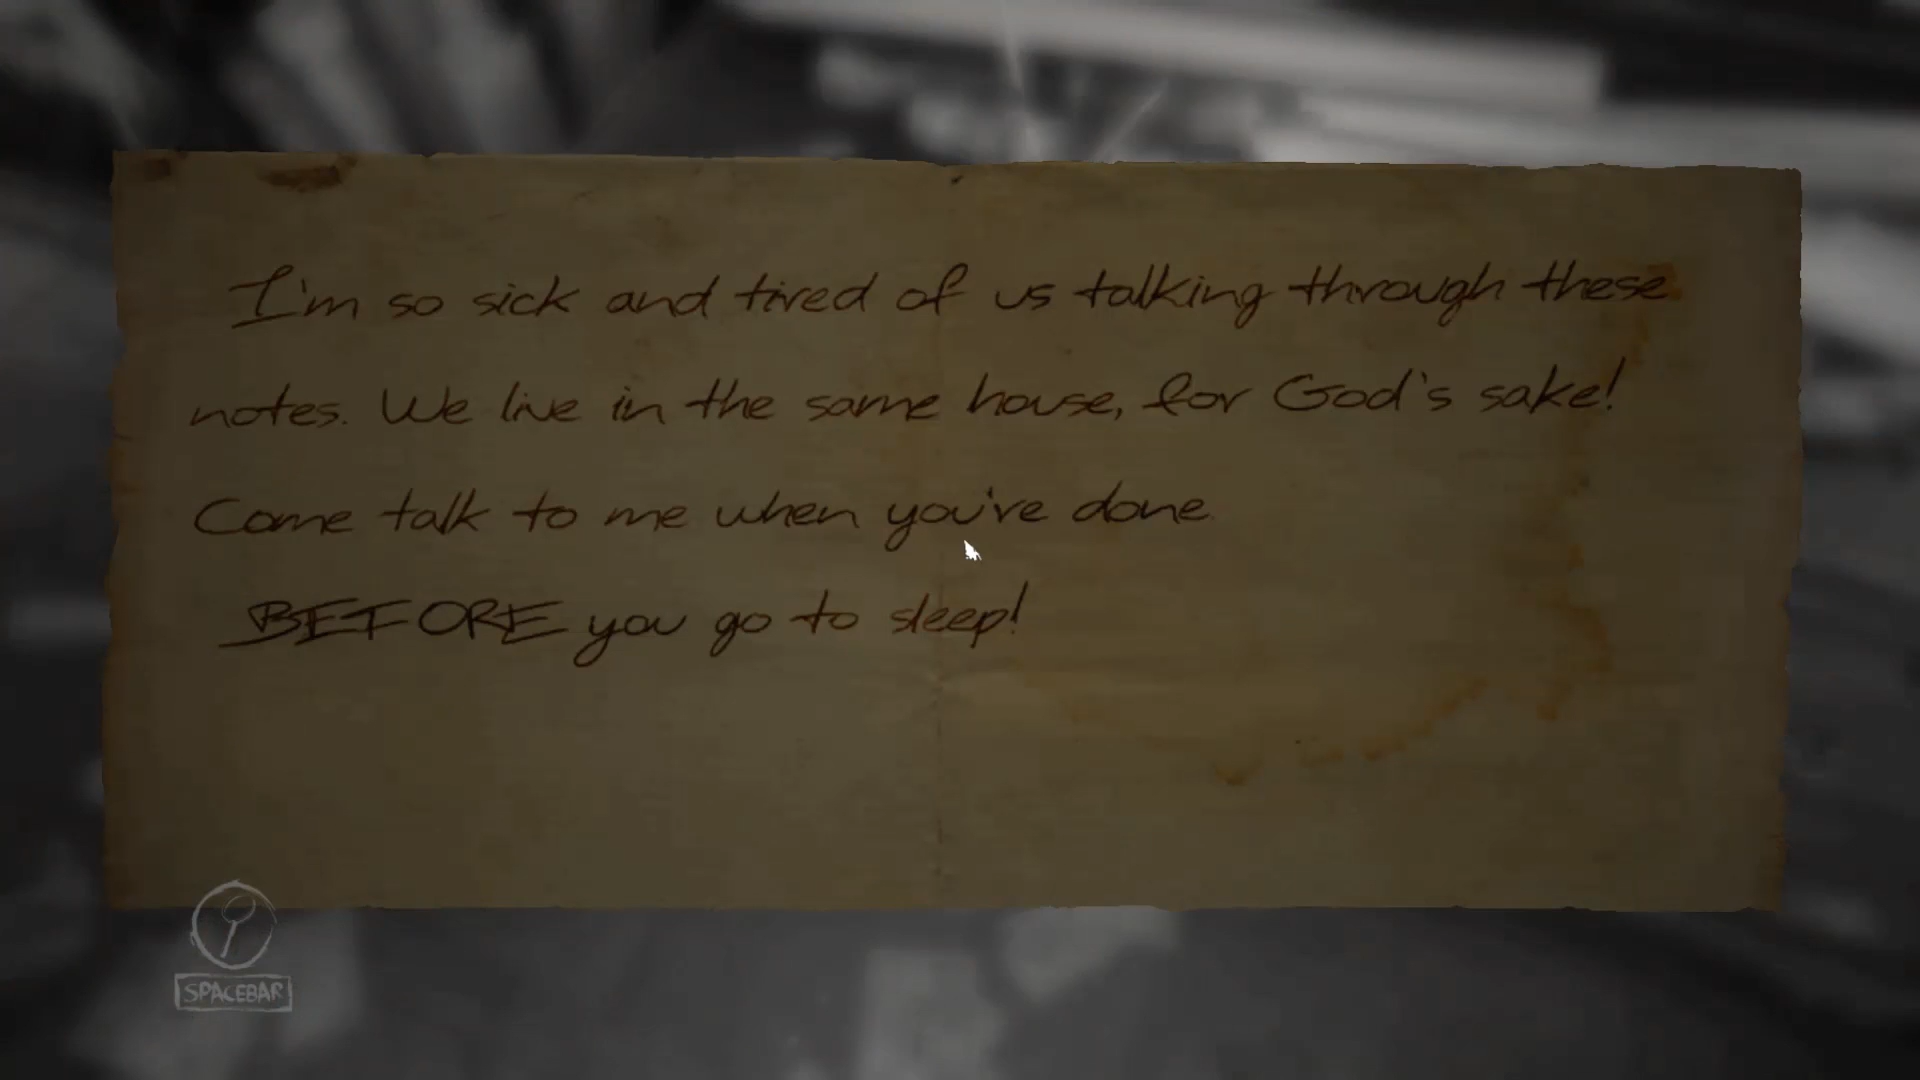 I'm so sick and tired of us talking through these
notes. We live in the same house, for God's sake!
Come talk to me when you're done.
BEFORE you go to sleep!
SPACEBAR